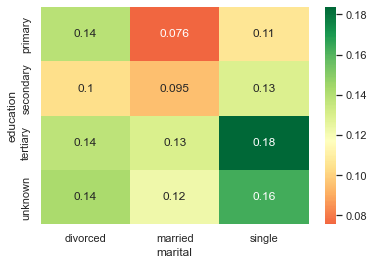 education
primary
secondary
tertiary
unknown
0.14 0.076 0.11
0.1 0.095 0.13
0.14 0.13 0.18
0.14 0.12 0.16
divorced married single
marital
0.18
0.16
0.14
0.12
0.10
0.08